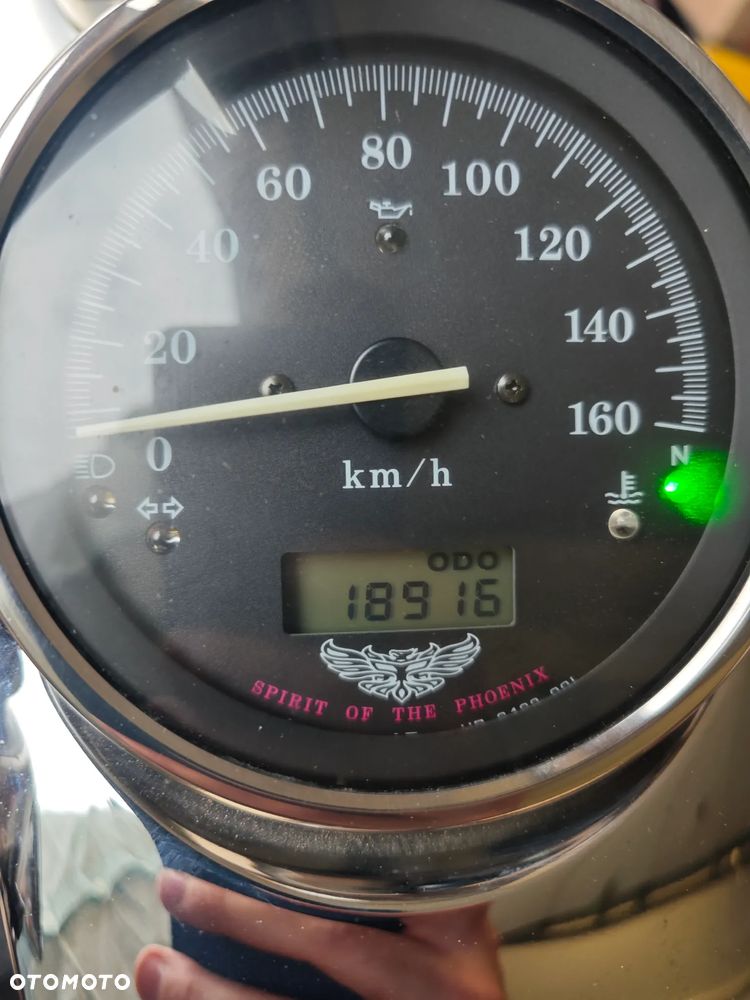 80
60 100
40 120
20 140
0 160
km/h
N
ODO
18916
SPIRIT OF THE PHOENIX
OTOMOTO